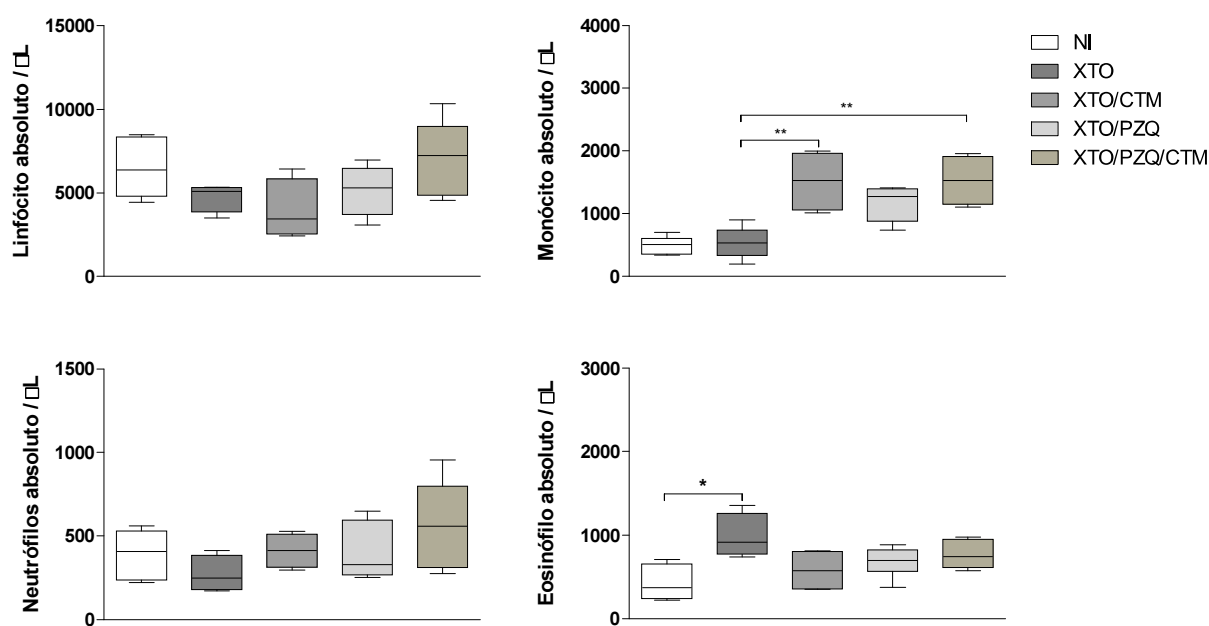 Linfócito absoluto / □L
15000
10000
5000
0
Monócito absoluto / □L
4000
3000
2000
1000
0
**
**
NI
XTO
XTO/CTM
XTO/PZQ
XTO/PZQ/CTM
Neutrófilos absoluto / □L
1500
1000
500
0
Eosinófilo absoluto / □L
3000
2000
1000
0
*